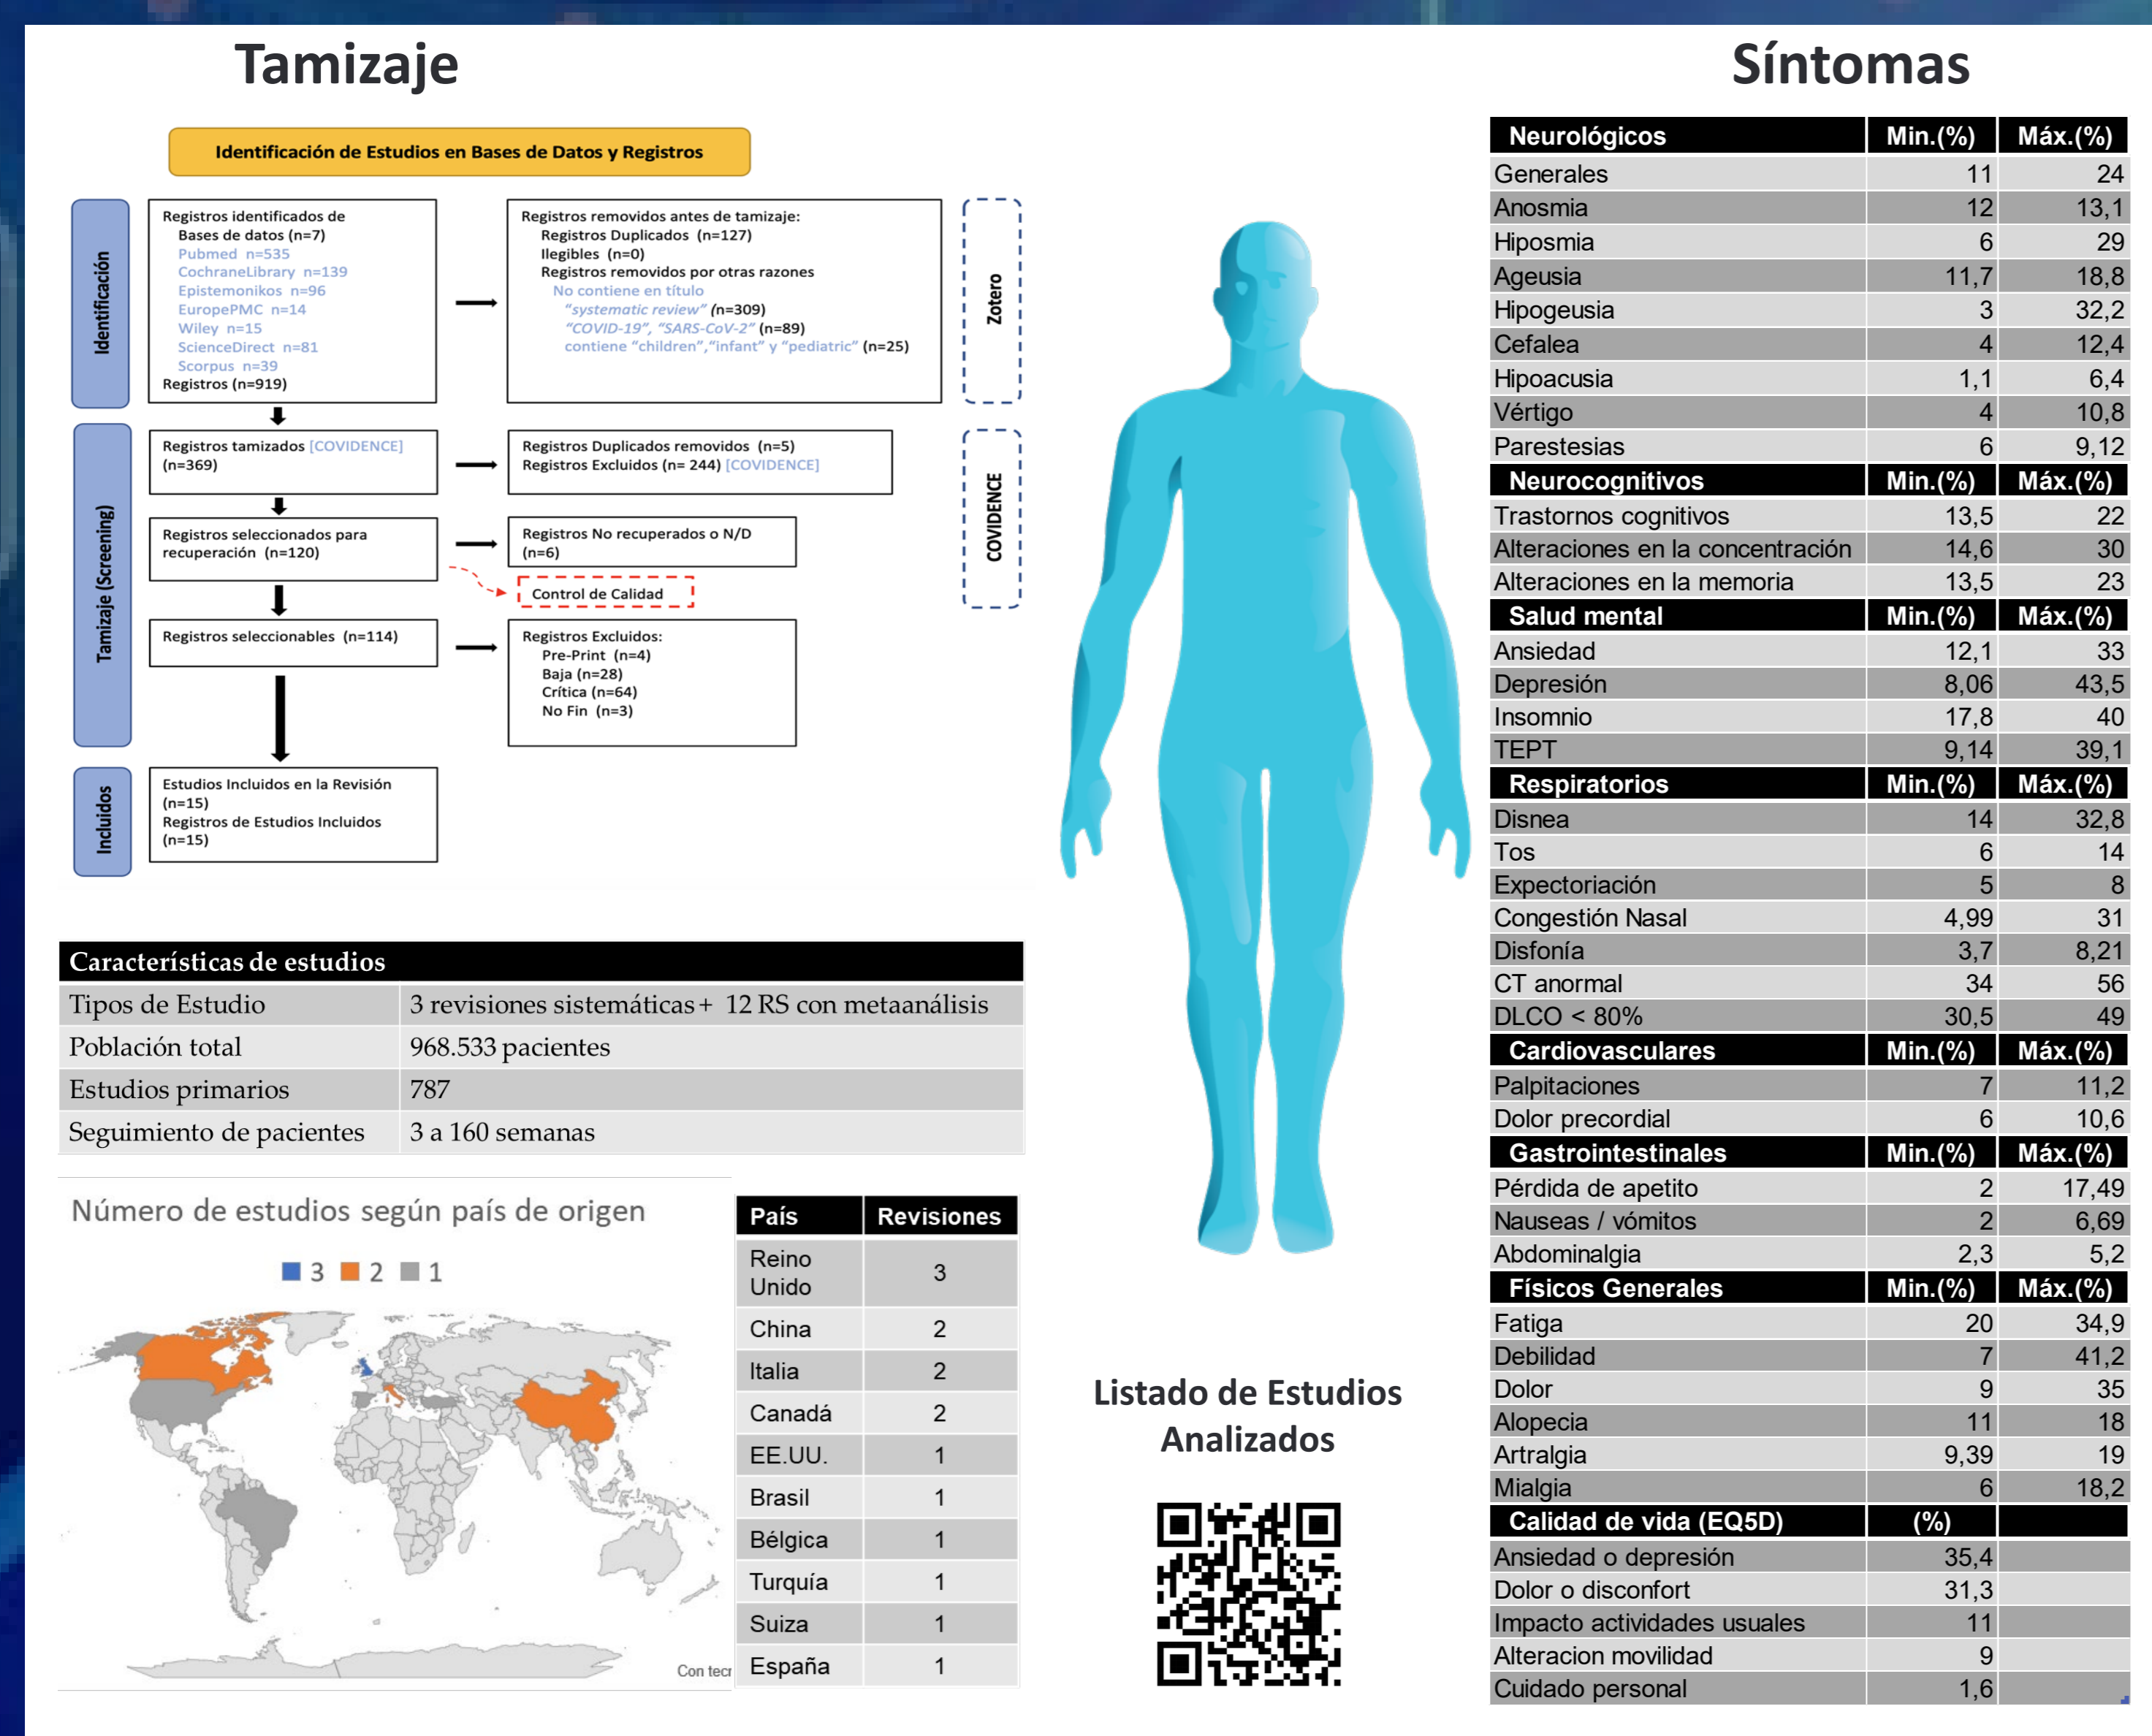 Tamizaje
Identificación de Estudios en Bases de Datos y Registros
Identificación
Registros identificados de
Bases de datos (n=7)
Pubmed n=535
CochraneLibrary n=139
Epistemonikos n=96
EuropePMC n=14
Wiley n=15
ScienceDirect n=81
Scorpus n=39
Registros (n=919)
Registros removidos antes de tamizaje:
Registros Duplicados (n=127)
Ilegibles (n=0)
Registros removidos por otras razones
No contiene en título
“systematic review” (n=309)
“COVID-19”, “SARS-CoV-2” (n=89)
contiene “children”,“infant” y “pediatric” (n=25)
Zotero
Tamizaje (Screening)
Registros tamizados [COVIDENCE]
(n=369)
Registros Duplicados removidos (n=5)
Registros Excluidos (n= 244) [COVIDENCE]
COVIDENCE
Registros seleccionados para
recuperación (n=120)
Registros No recuperados o N/D
(n=6)
Control de Calidad
Registros seleccionables (n=114)
Registros Excluidos:
Pre-Print (n=4)
Baja (n=28)
Crítica (n=64)
No Fin (n=3)
Incluidos
Estudios Incluidos en la Revisión
(n=15)
Registros de Estudios Incluidos
(n=15)
Características de estudios
Tipos de Estudio 3 revisiones sistemáticas + 12 RS con metaanálisis
Población total 968.533 pacientes
Estudios primarios 787
Seguimiento de pacientes 3 a 160 semanas
Número de estudios según país de origen
3 2 1
Con tecr
País Revisiones
Reino
Unido 3
China 2
Italia 2
Canadá 2
EE.UU. 1
Brasil 1
Bélgica 1
Turquía 1
Suiza 1
España 1
Listado de Estudios
Analizados
Síntomas
Neurológicos Min.(%) Máx.(%)
Generales 11 24
Anosmia 12 13,1
Hiposmia 6 29
Ageusia 11,7 18,8
Hipogeusia 3 32,2
Cefalea 4 12,4
Hipoacusia 1,1 6,4
Vértigo 4 10,8
Parestesias 6 9,12
Neurocognitivos Min.(%) Máx.(%)
Trastornos cognitivos 13,5 22
Alteraciones en la concentración 14,6 30
Alteraciones en la memoria 13,5 23
Salud mental Min.(%) Máx.(%)
Ansiedad 12,1 33
Depresión 8,06 43,5
Insomnio 17,8 40
TEPT 9,14 39,1
Respiratorios Min.(%) Máx.(%)
Disnea 14 32,8
Tos 6 14
Expectoriación 5 8
Congestión Nasal 4,99 31
Disfonía 3,7 8,21
CT anormal 34 56
DLCO < 80% 30,5 49
Cardiovasculares Min.(%) Máx.(%)
Palpitaciones 7 11,2
Dolor precordial 6 10,6
Gastrointestinales Min.(%) Máx.(%)
Pérdida de apetito 2 17,49
Nauseas / vómitos 2 6,69
Abdominalgia 2,3 5,2
Físicos Generales Min.(%) Máx.(%)
Fatiga 20 34,9
Debilidad 7 41,2
Dolor 9 35
Alopecia 11 18
Artralgia 9,39 19
Mialgia 6 18,2
Calidad de vida (EQ5D) (%)
Ansiedad o depresión 35,4
Dolor o disconfort 31,3
Impacto actividades usuales 11
Alteracion movilidad 9
Cuidado personal 1,6